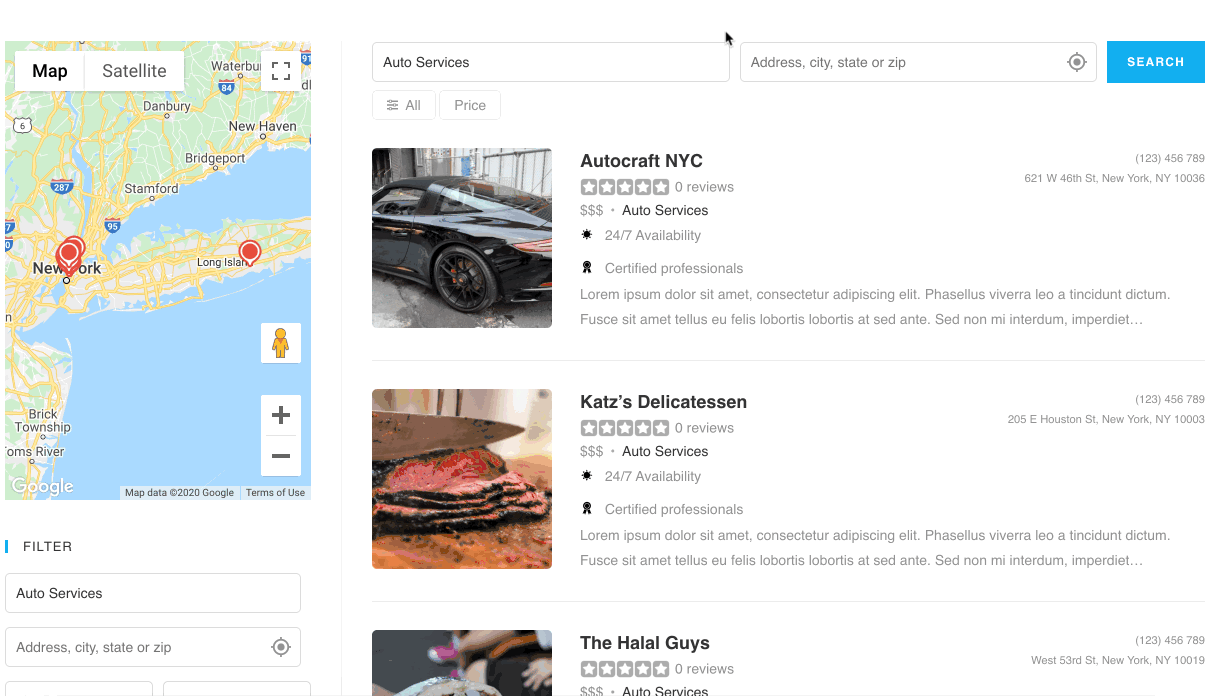 Map
Satellite
Waterbu
84
Danbury
6
New Haven
Bridgeport
287
Stamford
95
New York
Long Islan
Brick
Township
Toms River
Google
Map data ©2020 Google
Terms of Use
FILTER
Auto Services
Address, city, state or zip
Auto Services
Address, city, state or zip
SEARCH
All
Price
Autocraft NYC
(123) 456 789
0 reviews
621 W 46th St, New York, NY 10036
$$$ • Auto Services
24/7 Availability
Certified professionals
Lorem ipsum dolor sit amet, consectetur adipiscing elit. Phasellus viverra leo a tincidunt dictum.
Fusce sit amet tellus eu felis lobortis lobortis at sed ante. Sed non mi interdum, imperdiet…
Katz’s Delicatessen
(123) 456 789
0 reviews
205 E Houston St, New York, NY 10003
$$$ • Auto Services
24/7 Availability
Certified professionals
Lorem ipsum dolor sit amet, consectetur adipiscing elit. Phasellus viverra leo a tincidunt dictum.
Fusce sit amet tellus eu felis lobortis lobortis at sed ante. Sed non mi interdum, imperdiet…
The Halal Guys
(123) 456 789
0 reviews
West 53rd St, New York, NY 10019
$$$ • Auto Services